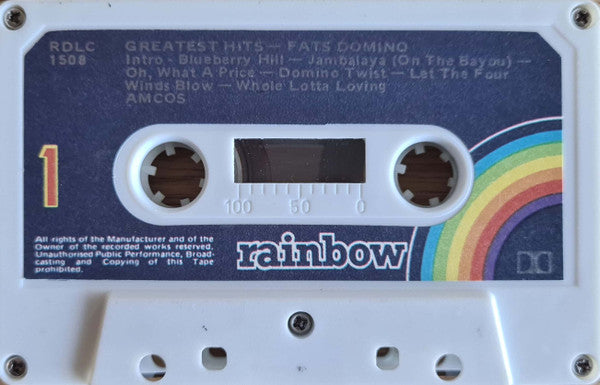 RDLC
1508
GREATEST HITS — FATS DOMINO
Intro - Blueberry Hill — Jambalaya (On The Bayou) —
Oh, What A Price — Domino Twist — Let The Four
Winds Blow — Whole Lotta Loving
AMCOS
1
100 50 0
All rights of the Manufacturer and of the
Owner of the recorded works reserved.
Unauthorised Public Performance, Broad-
casting and Copying of this Tape
prohibited.
rainbow